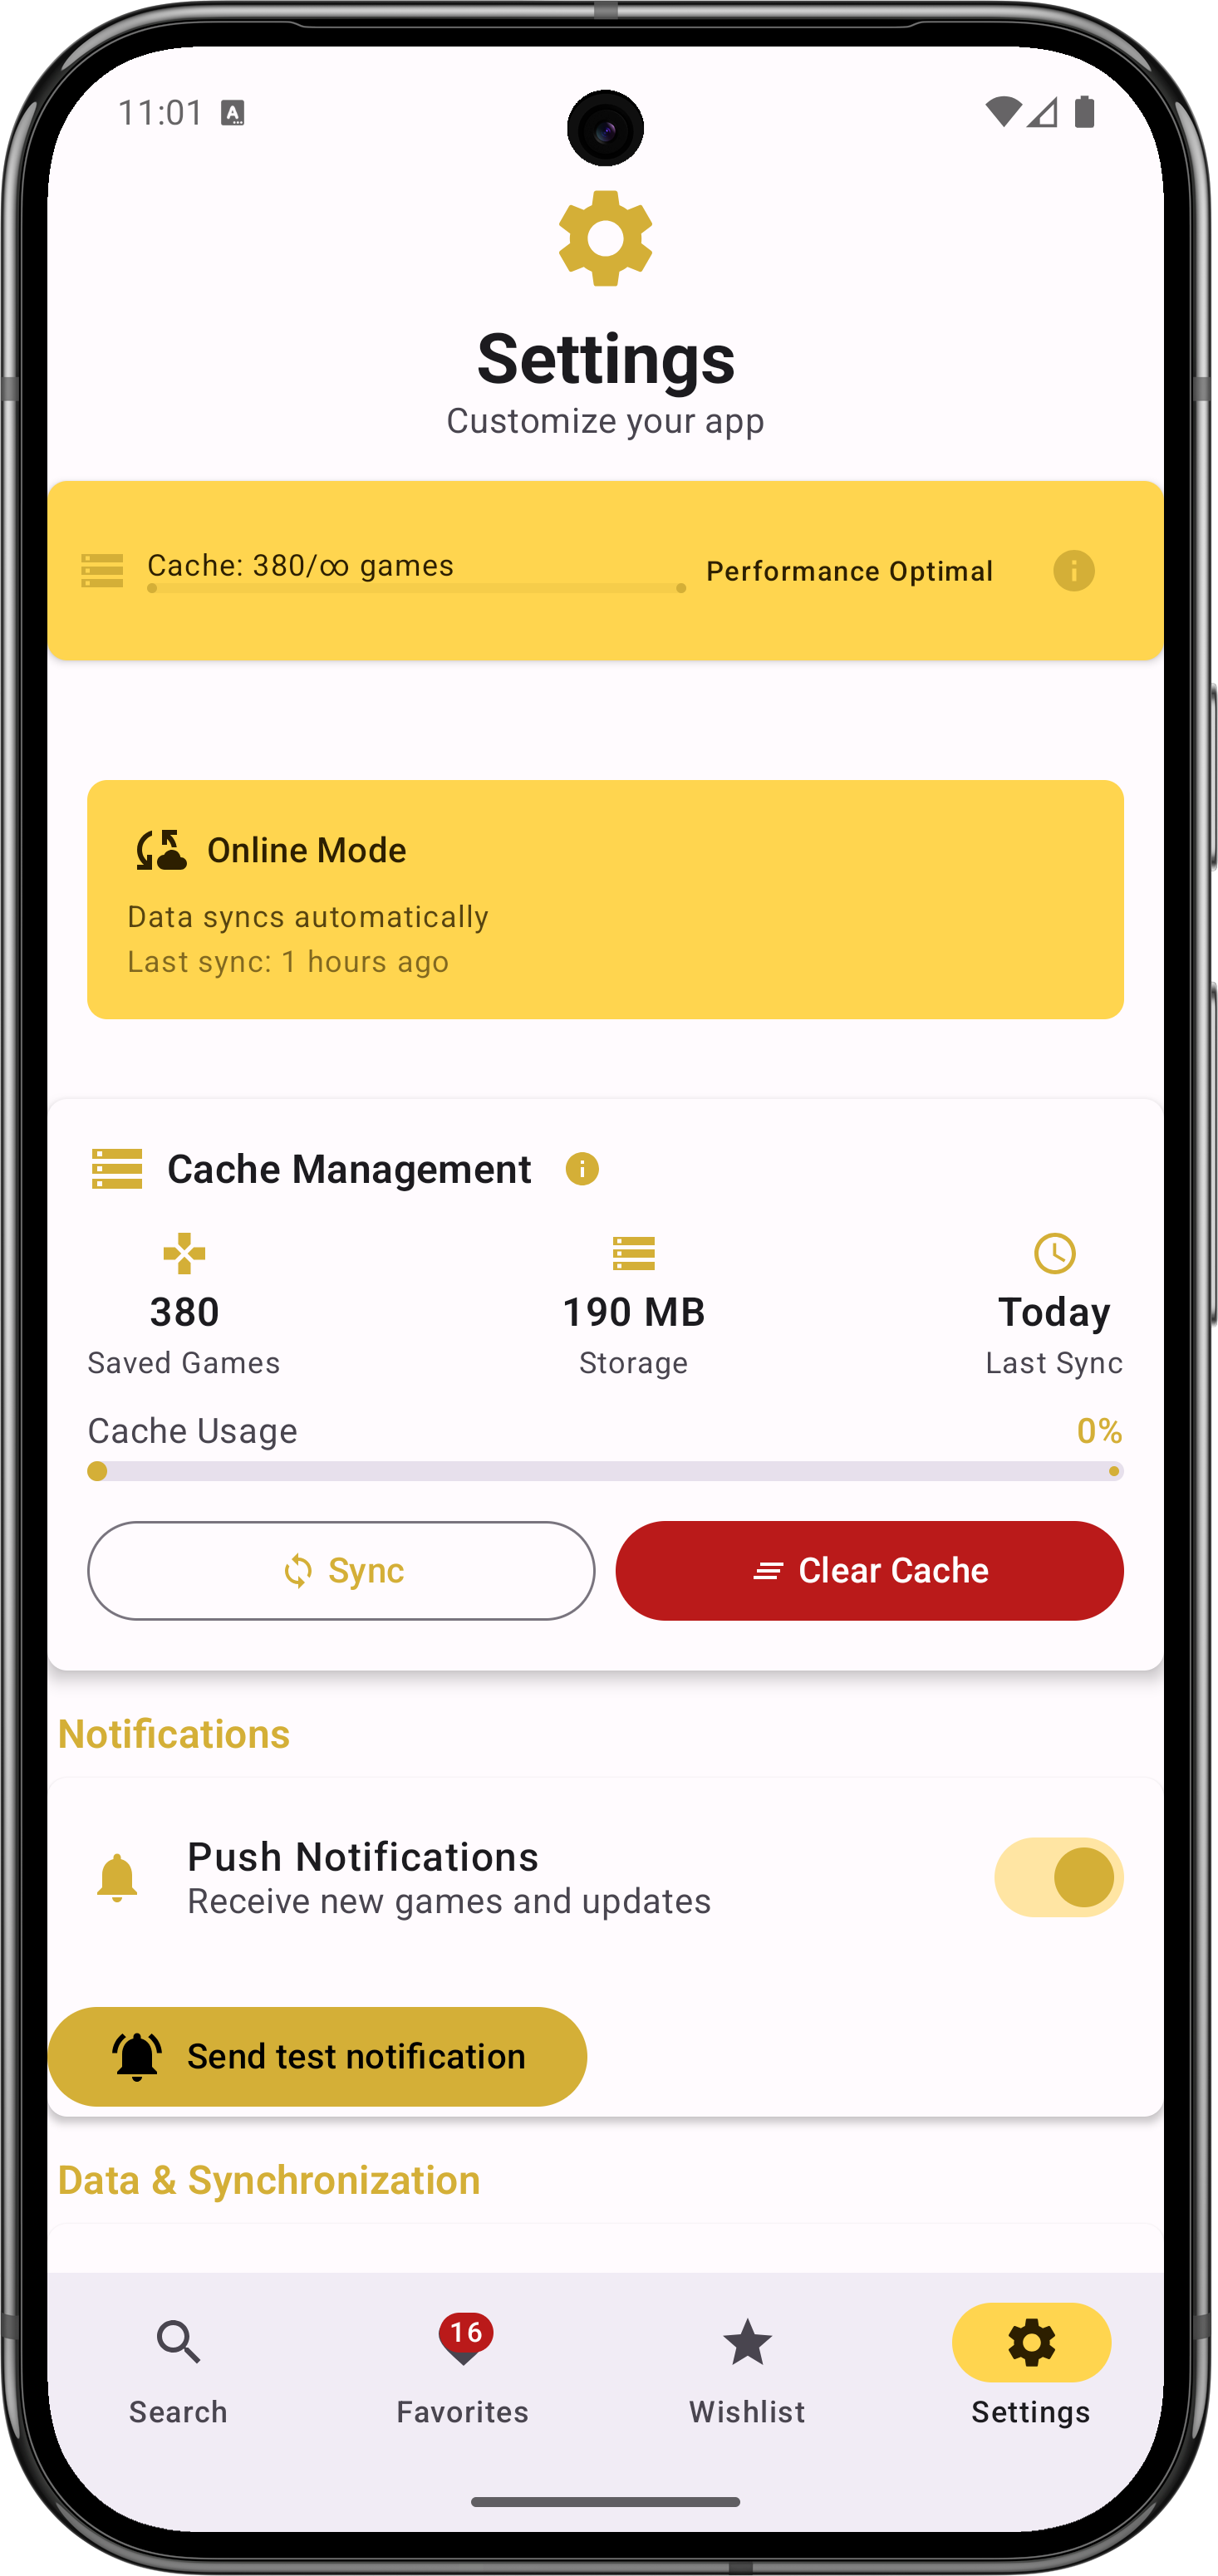 11:01
Settings
Customize your app
Cache: 380/∞ games
Performance Optimal
Online Mode
Data syncs automatically
Last sync: 1 hours ago
Cache Management
380
190 MB
Today
Saved Games
Storage
Last Sync
Cache Usage
0%
Sync
Clear Cache
Notifications
Push Notifications
Receive new games and updates
Send test notification
Data & Synchronization
16
Search
Favorites
Wishlist
Settings